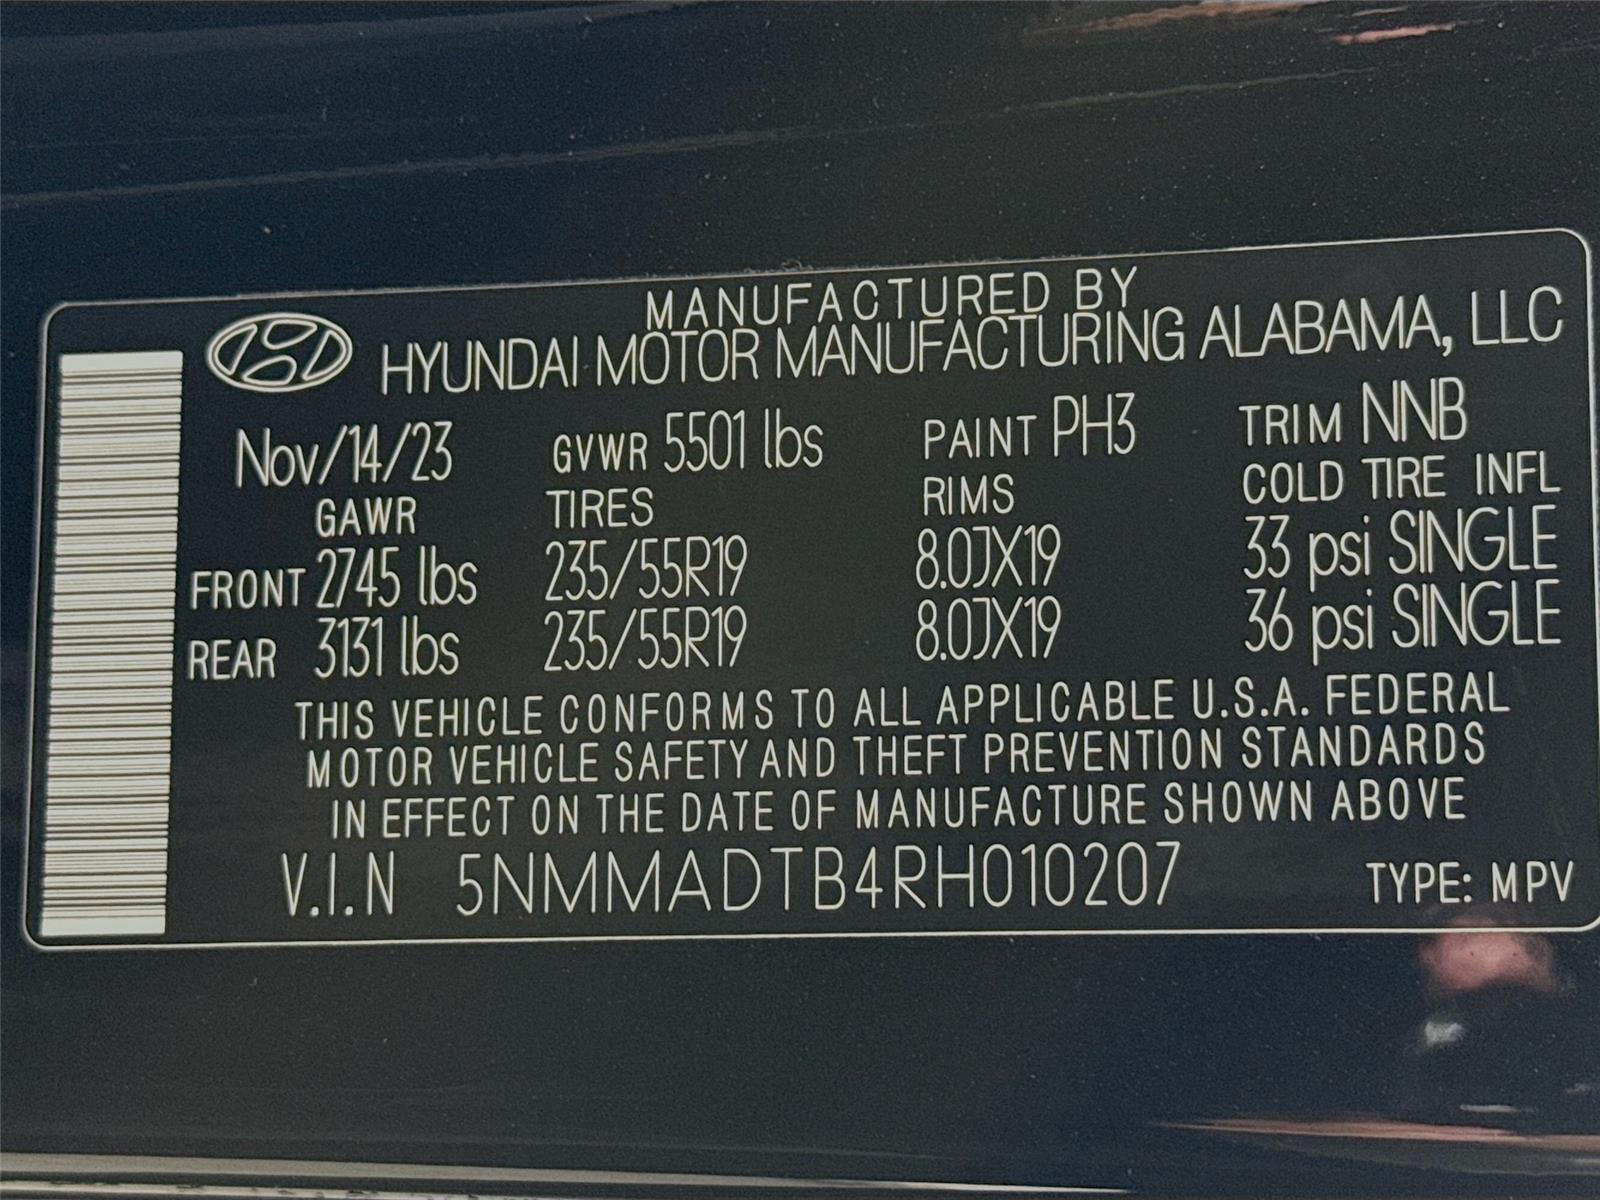 MANUFACTURED BY
HYUNDAI MOTOR MANUFACTURING ALABAMA, LLC
Nov/14/23 GVWR 5501 lbs PAINT PH3 TRIM NNB
GAWR TIRES RIMS COLD TIRE INFL
FRONT 2745 lbs 235/55R19 8.0JX19 33 psi SINGLE
REAR 3131 lbs 235/55R19 8.0JX19 36 psi SINGLE
THIS VEHICLE CONFORMS TO ALL APPLICABLE U.S.A. FEDERAL
MOTOR VEHICLE SAFETY AND THEFT PREVENTION STANDARDS
IN EFFECT ON THE DATE OF MANUFACTURE SHOWN ABOVE
V.I.N 5NMMADTB4RH010207 TYPE: MPV